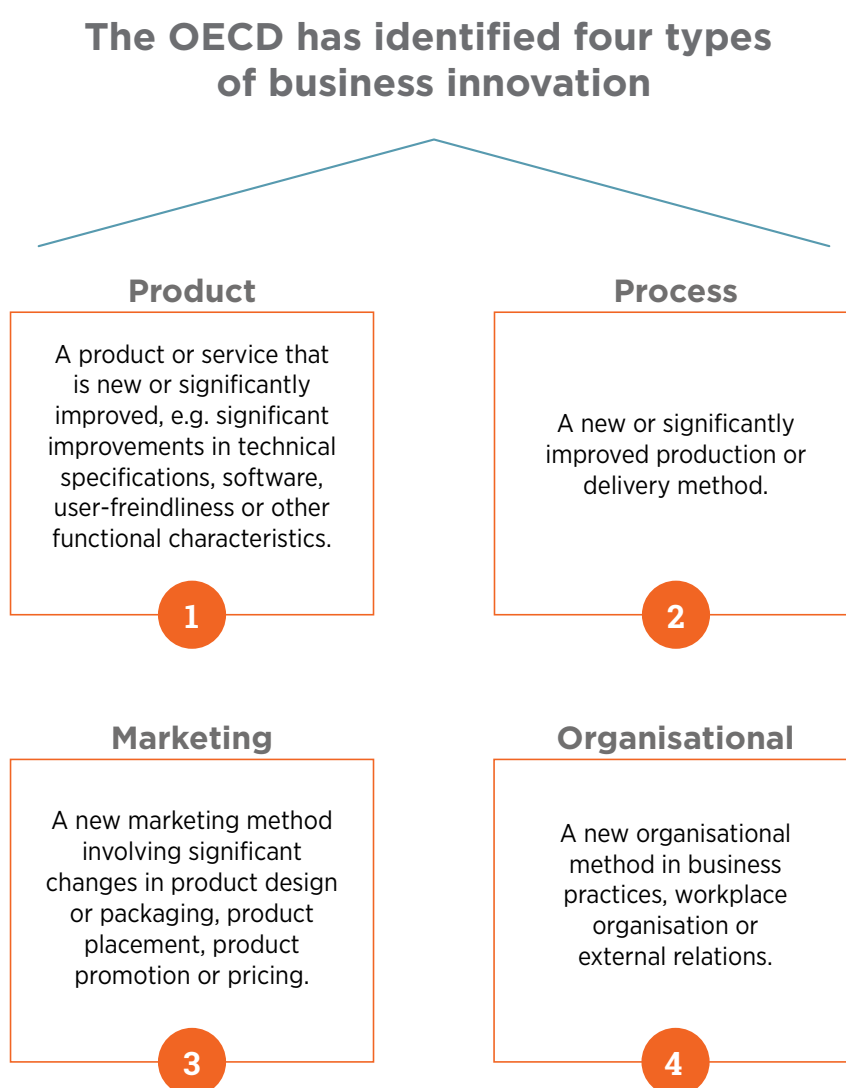 The OECD has identified four types
of business innovation
Product
A product or service that
is new or significantly
improved, e.g. significant
improvements in technical
specifications, software,
user-freindliness or other
functional characteristics.
1
Process
A new or significantly
improved production or
delivery method.
2
Marketing
A new marketing method
involving significant
changes in product design
or packaging, product
placement, product
promotion or pricing.
3
Organisational
A new organisational
method in business
practices, workplace
organisation or
external relations.
4